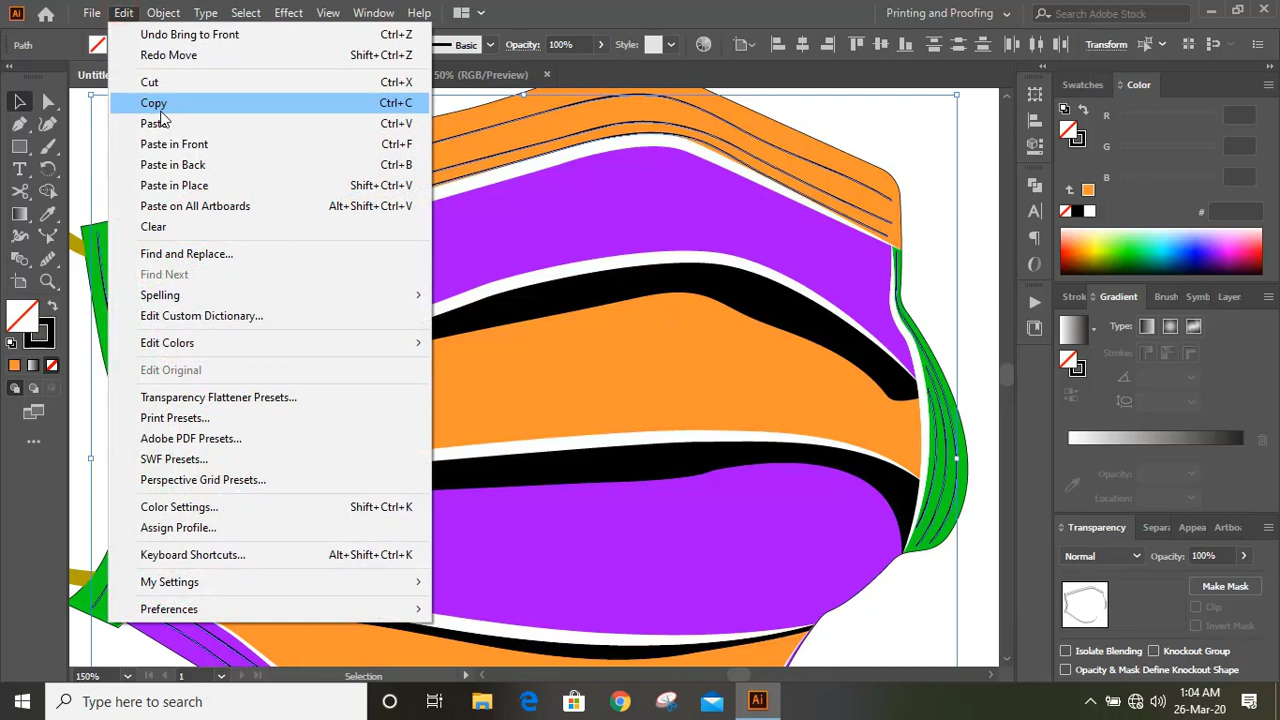 Ai File Edit Object Type Select Effect View Window Help Printing and Proofing Search Adobe Stock
Path Basic Opacity: 100% Style: Transform
50% (RGB/Preview)
Undo Bring to Front Ctrl+Z
Redo Move Shift+Ctrl+Z
Cut Ctrl+X
Copy Ctrl+C
Paste Ctrl+V
Paste in Front Ctrl+F
Paste in Back Ctrl+B
Paste in Place Shift+Ctrl+V
Paste on All Artboards Alt+Shift+Ctrl+V
Clear
Find and Replace...
Find Next
Spelling
Edit Custom Dictionary...
Edit Colors
Edit Original
Transparency Flattener Presets...
Print Presets...
Adobe PDF Presets...
SWF Presets...
Perspective Grid Presets...
Color Settings... Shift+Ctrl+K
Assign Profile...
Keyboard Shortcuts... Alt+Shift+Ctrl+K
My Settings
Preferences
Swatches Color
R
G
B
#
Strok Gradient Brush Symb Layer
Type:
Stroke:
Opacity:
Location:
Transparency Separ Appea Artbo
Normal Opacity: 100%
Make Mask
Clip
Invert Mask
Isolate Blending Knockout Group
Opacity & Mask Define Knockout Shape
150% 1 Selection
Type here to search
Ai
1:04 AM
26-Mar-20